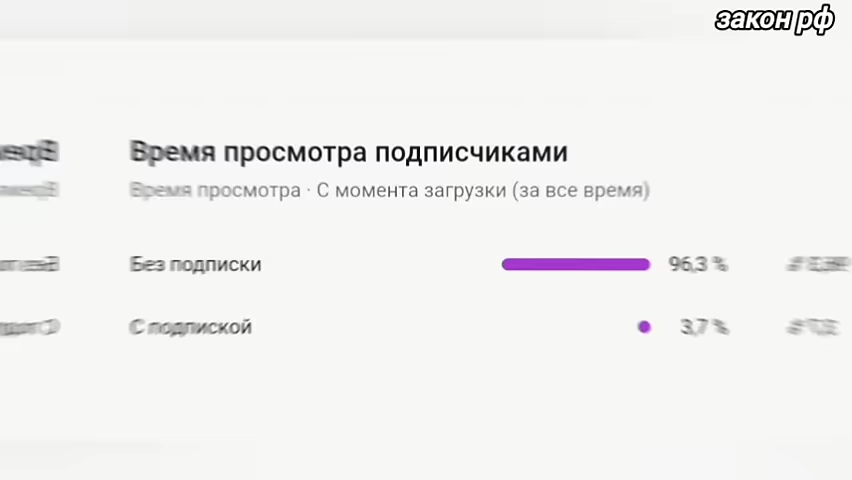 закон рф
Время просмотра подписчиками
Время просмотра · С момента загрузки (за все время)
Без подписки 96,3 %
С подпиской 3,7 %